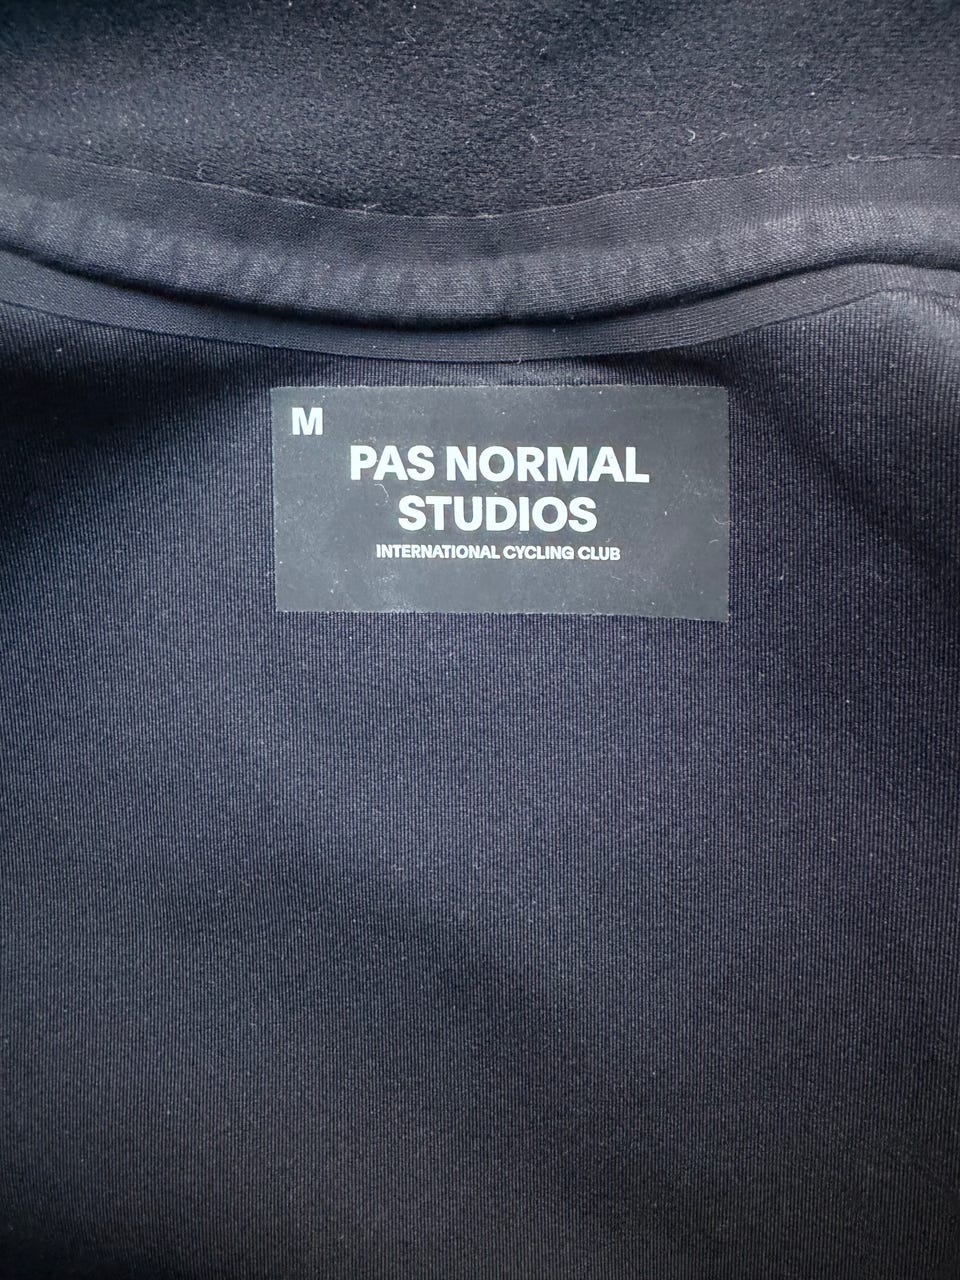 M
PAS NORMAL
STUDIOS
INTERNATIONAL CYCLING CLUB